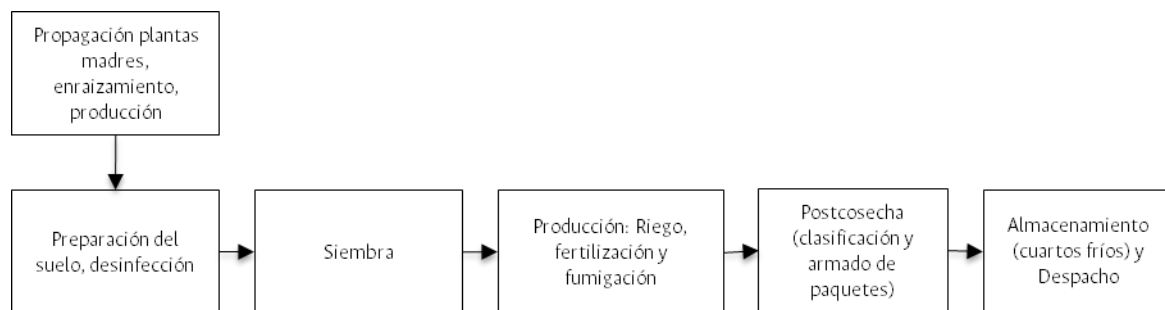 Propagación plantas
madres,
enraizamiento,
producción
Preparación del
suelo, desinfección
Siembra
Producción: Riego,
fertilización y
fumigación
Postcosecha
(clasificación y
armado de
paquetes)
Almacenamiento
(cuartos fríos) y
Despacho